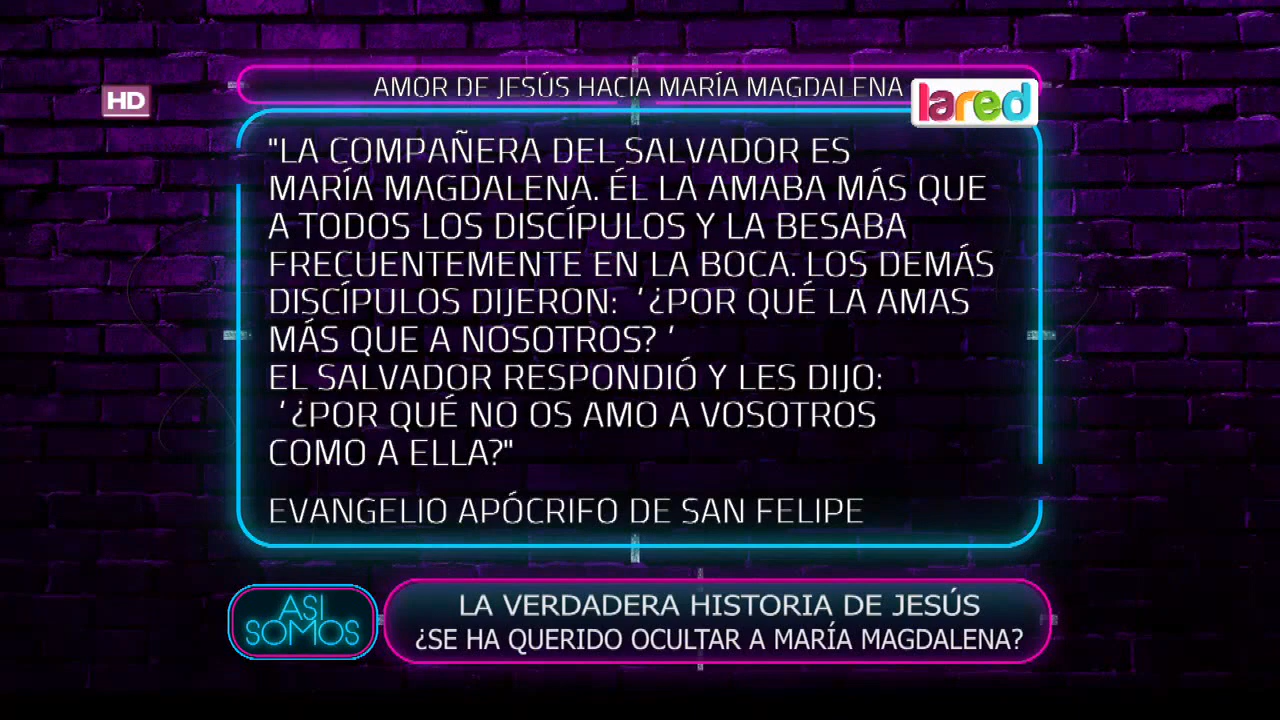 HD
AMOR DE JESÚS HACIA MARÍA MAGDALENA
lared
"LA COMPAÑERA DEL SALVADOR ES
MARÍA MAGDALENA. ÉL LA AMABA MÁS QUE
A TODOS LOS DISCÍPULOS Y LA BESABA
FRECUENTEMENTE EN LA BOCA. LOS DEMÁS
DISCÍPULOS DIJERON: '¿POR QUÉ LA AMAS
MÁS QUE A NOSOTROS? '
EL SALVADOR RESPONDIÓ Y LES DIJO:
'¿POR QUÉ NO OS AMO A VOSOTROS
COMO A ELLA?"
EVANGELIO APÓCRIFO DE SAN FELIPE
ASI
SOMOS
LA VERDADERA HISTORIA DE JESÚS
¿SE HA QUERIDO OCULTAR A MARÍA MAGDALENA?